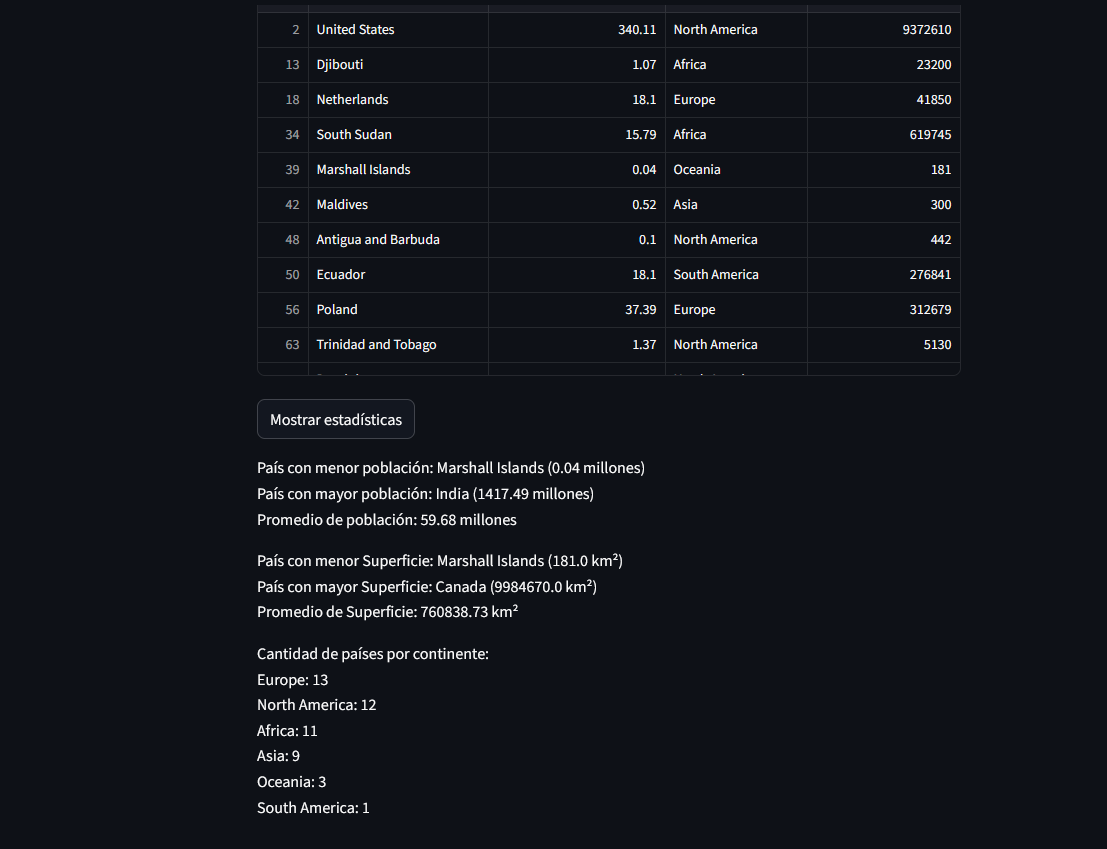 2 United States 340.11 North America 9372610
13 Djibouti 1.07 Africa 23200
18 Netherlands 18.1 Europe 41850
34 South Sudan 15.79 Africa 619745
39 Marshall Islands 0.04 Oceania 181
42 Maldives 0.52 Asia 300
48 Antigua and Barbuda 0.1 North America 442
50 Ecuador 18.1 South America 276841
56 Poland 37.39 Europe 312679
63 Trinidad and Tobago 1.37 North America 5130
Mostrar estadísticas
País con menor población: Marshall Islands (0.04 millones)
País con mayor población: India (1417.49 millones)
Promedio de población: 59.68 millones
País con menor Superficie: Marshall Islands (181.0 km²)
País con mayor Superficie: Canada (9984670.0 km²)
Promedio de Superficie: 760838.73 km²
Cantidad de países por continente:
Europe: 13
North America: 12
Africa: 11
Asia: 9
Oceania: 3
South America: 1